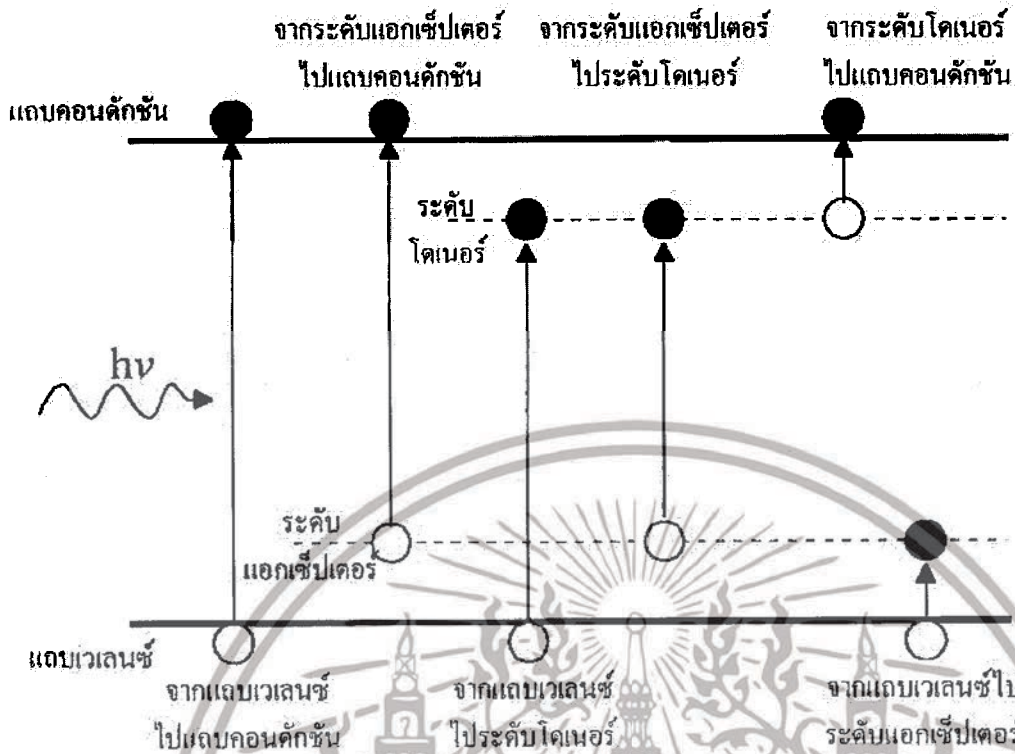 จากระดับแอกเซ็ปเตอร์
ไปแถบคอนดักชัน
จากระดับแอกเซ็ปเตอร์
ไประดับโดเนอร์
จากระดับโดเนอร์
ไปแถบคอนดักชัน
แถบคอนดักชัน
ระดับ
โดเนอร์
hν
ระดับ
แอกเซ็ปเตอร์
แถบเวเลนซ์
จากแถบเวเลนซ์
ไปแถบคอนดักชัน
จากแถบเวเลนซ์
ไประดับโดเนอร์
จากแถบเวเลนซ์ไป
ระดับแอกเซ็ปเตอร์